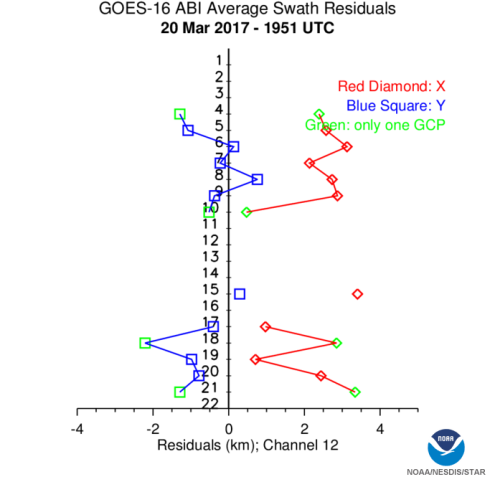 GOES-16 ABI Average Swath Residuals
20 Mar 2017 - 1951 UTC
1
2
3
4
5
6
7
8
9
10
11
12
13
14
15
16
17
18
19
20
21
22
Red Diamond: X
Blue Square: Y
Green: only one GCP
-4 -2 0 2 4
Residuals (km); Channel 12
NOAA
NOAA/NESDIS/STAR